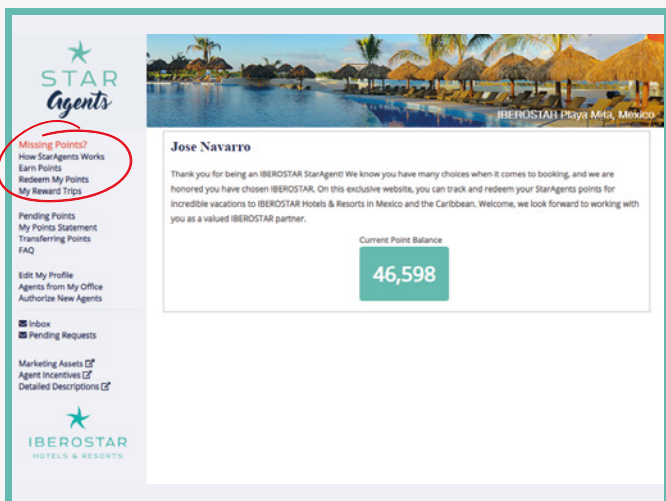 STAR
Agents
IBEROSTAR Playa Mita, México
Missing Points?
How StarAgents Works
Earn Points
Redeem My Points
My Reward Trips
Pending Points
My Points Statement
Transferring Points
FAQ
Edit My Profile
Agents from My Office
Authorize New Agents
Inbox
Pending Requests
Marketing Assets
Agent Incentives
Detailed Descriptions
IBEROSTAR
HOTELS & RESORTS
Jose Navarro
Thank you for being an IBEROSTAR StarAgent! We know you have many choices when it comes to booking, and we are
honored you have chosen IBEROSTAR. On this exclusive website, you can track and redeem your StarAgents points for
incredible vacations to IBEROSTAR Hotels & Resorts in Mexico and the Caribbean. Welcome, we look forward to working with
you as a valued IBEROSTAR partner.
Current Point Balance
46,598